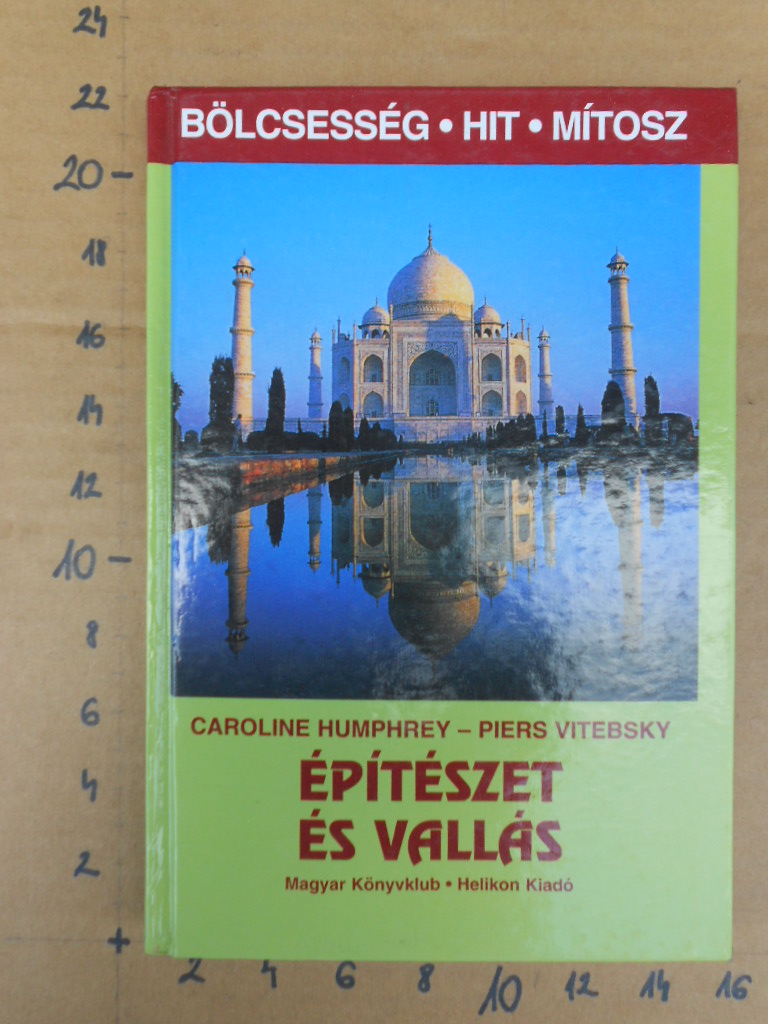 24
22
20
18
16
14
12
10
8
6
4
2
BÖLCSESSÉG • HIT • MÍTOSZ
CAROLINE HUMPHREY – PIERS VITEBSKY
ÉPÍTÉSZET
ÉS VALLÁS
Magyar Könyvklub • Helikon Kiadó
2 4 6 8 10 12 14 16